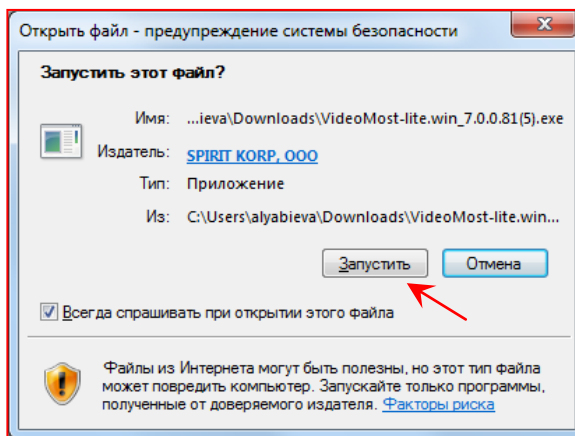 Открыть файл - предупреждение системы безопасности
Запустить этот файл?
Имя: ...ieva\Downloads\VideoMost-lite.win_7.0.0.81(5).exe
Издатель: SPIRIT KORP, OOO
Тип: Приложение
Из: C:\Users\alyabieva\Downloads\VideoMost-lite.win...
Запустить Отмена
Всегда спрашивать при открытии этого файла
Файлы из Интернета могут быть полезны, но этот тип файла
может повредить компьютер. Запускайте только программы,
полученные от доверяемого издателя. Факторы риска